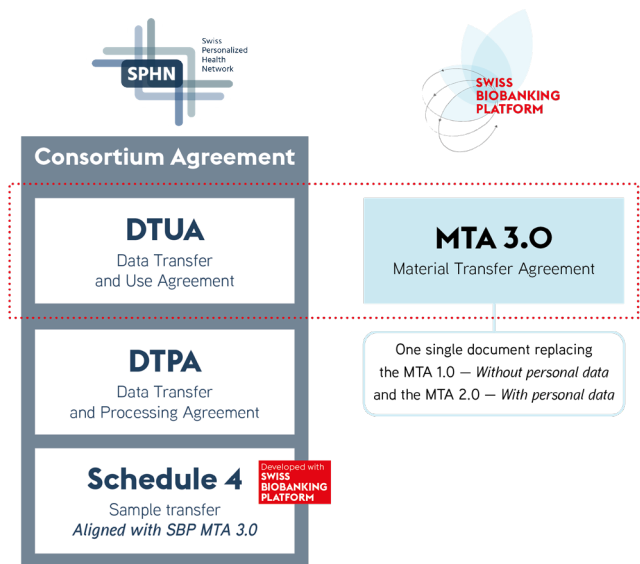 Swiss
Personalized
Health
Network
SPHN
SWISS
BIOBANKING
PLATFORM
Consortium Agreement
DTUA
Data Transfer
and Use Agreement
MTA 3.0
Material Transfer Agreement
DTPA
Data Transfer
and Processing Agreement
One single document replacing
the MTA 1.0 — Without personal data
and the MTA 2.0 — With personal data
Schedule 4
Developed with
SWISS
BIOBANKING
PLATFORM
Sample transfer
Aligned with SBP MTA 3.0